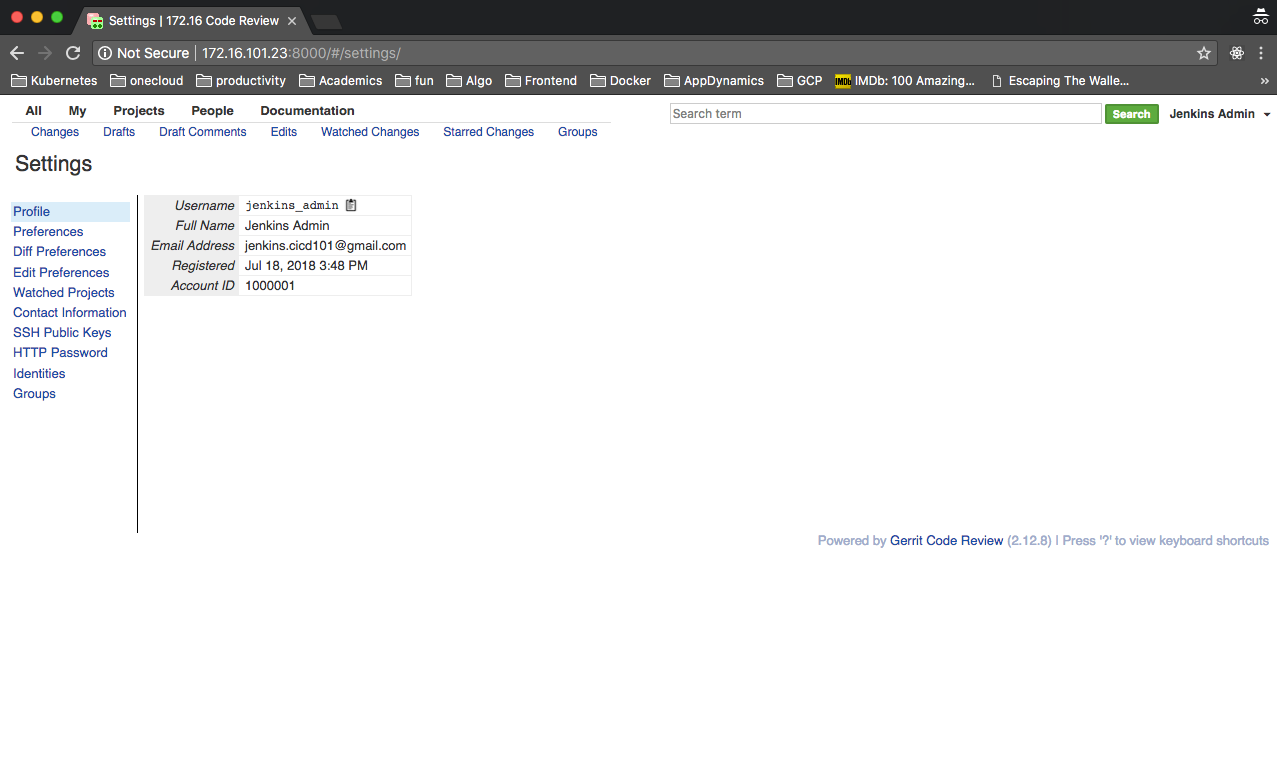 Settings | 172.16 Code Review
Not Secure | 172.16.101.23:8000/#/settings/
Kubernetes onecloud productivity Academics fun Algo Frontend Docker AppDynamics GCP IMDb IMDb: 100 Amazing... Escaping The Walle... »
All My Projects People Documentation
Search term Search Jenkins Admin
Changes Drafts Draft Comments Edits Watched Changes Starred Changes Groups
Settings
Profile
Preferences
Diff Preferences
Edit Preferences
Watched Projects
Contact Information
SSH Public Keys
HTTP Password
Identities
Groups
Username jenkins_admin
Full Name Jenkins Admin
Email Address jenkins.cicd101@gmail.com
Registered Jul 18, 2018 3:48 PM
Account ID 1000001
Powered by Gerrit Code Review (2.12.8) | Press '?' to view keyboard shortcuts